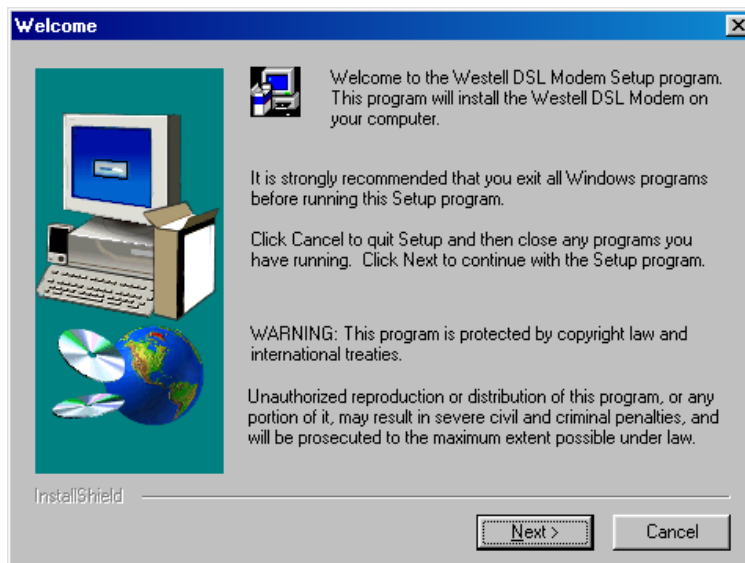 Welcome
Welcome to the Westell DSL Modem Setup program.
This program will install the Westell DSL Modem on
your computer.
It is strongly recommended that you exit all Windows programs
before running this Setup program.
Click Cancel to quit Setup and then close any programs you
have running.  Click Next to continue with the Setup program.
WARNING: This program is protected by copyright law and
international treaties.
Unauthorized reproduction or distribution of this program, or any
portion of it, may result in severe civil and criminal penalties, and
will be prosecuted to the maximum extent possible under law.
InstallShield
Next >
Cancel